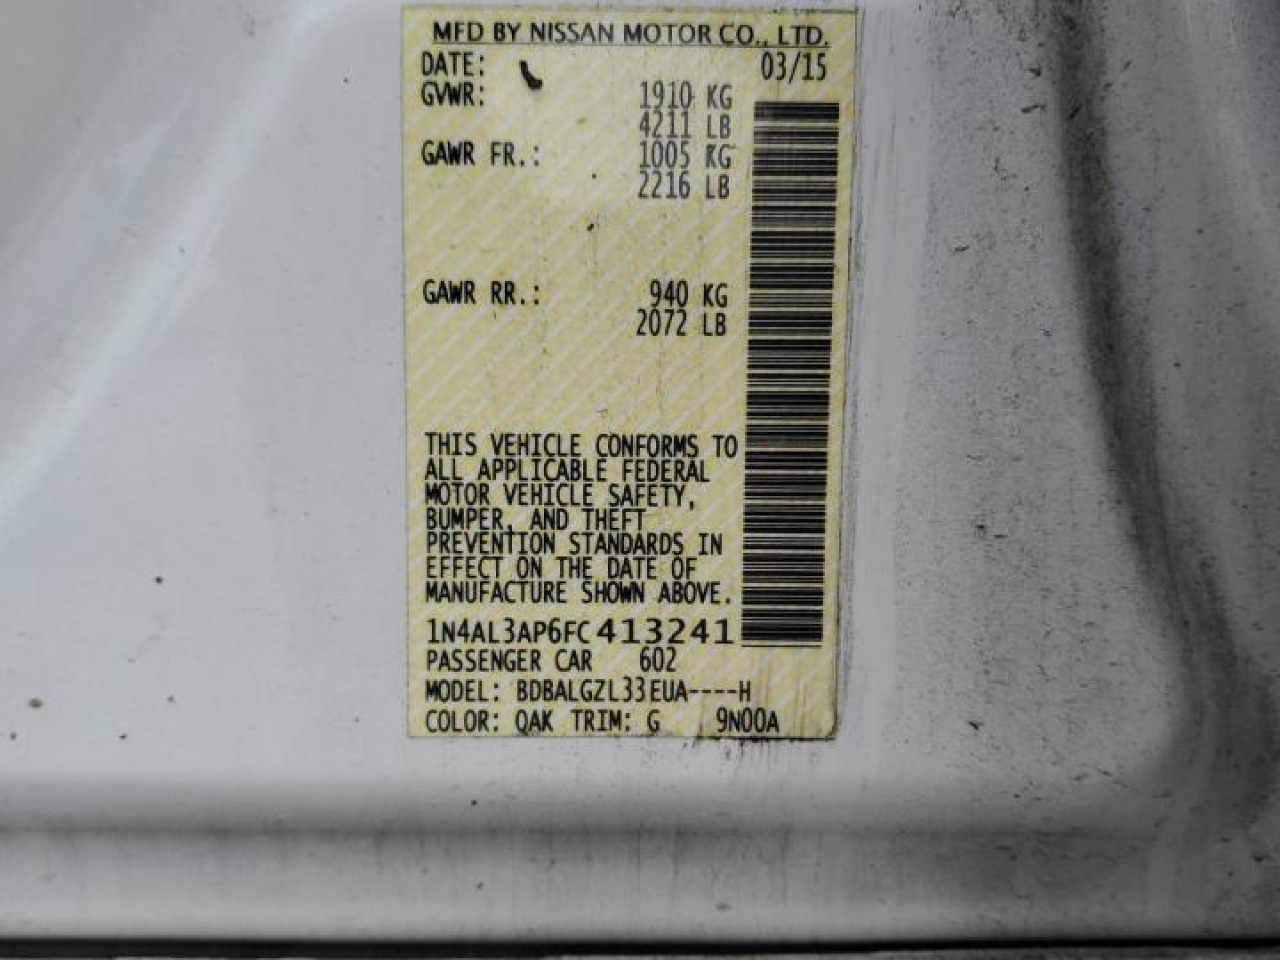 MFD BY NISSAN MOTOR CO., LTD.
DATE: 03/15
GVWR: 1910 KG
4211 LB
GAWR FR.: 1005 KG
2216 LB
GAWR RR.: 940 KG
2072 LB
THIS VEHICLE CONFORMS TO
ALL APPLICABLE FEDERAL
MOTOR VEHICLE SAFETY,
BUMPER, AND THEFT
PREVENTION STANDARDS IN
EFFECT ON THE DATE OF
MANUFACTURE SHOWN ABOVE.
1N4AL3AP6FC413241
PASSENGER CAR 602
MODEL: BDBALGZL33EUA----H
COLOR: QAK TRIM: G 9N00A